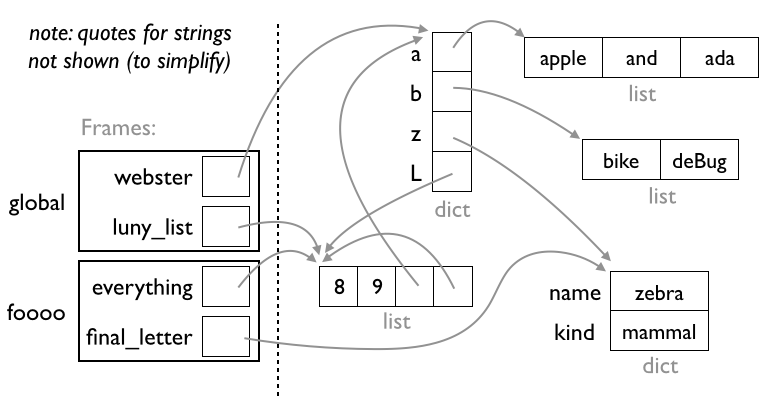 note: quotes for strings
not shown (to simplify)
Frames:
global
webster
luny_list
foooo
everything
final_letter
a
b
z
L
dict
apple and ada
list
bike deBug
list
8 9
list
name zebra
kind mammal
dict